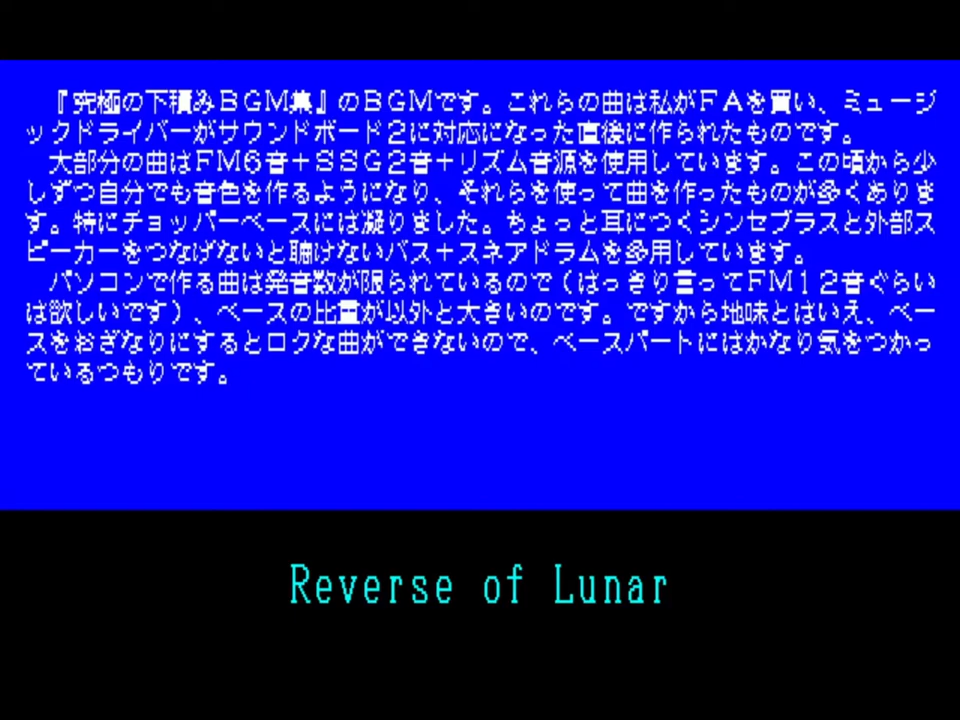 『究極の下積みＢＧＭ集』のＢＧＭです。これらの曲は私がＦＡを買い、ミュージ
ックドライバーがサウンドボード２に対応になった直後に作られたものです。
大部分の曲はＦＭ６音＋ＳＳＧ２音＋リズム音源を使用しています。この頃から少
しずつ自分でも音色を作るようになり、それらを使って曲を作ったものが多くありま
す。特にチョッパーベースには凝りました。ちょっと耳につくシンセブラスと外部ス
ピーカーをつなげないと聴けないバス＋スネアドラムを多用しています。
パソコンで作る曲は発音数が限られているので（はっきり言ってＦＭ１２音ぐらい
は欲しいです）、ベースの比重が以外と大きいのです。ですから地味とはいえ、ベー
スをおざなりにするとロクな曲ができないので、ベースパートにはかなり気をつかっ
ているつもりです。
Reverse of Lunar